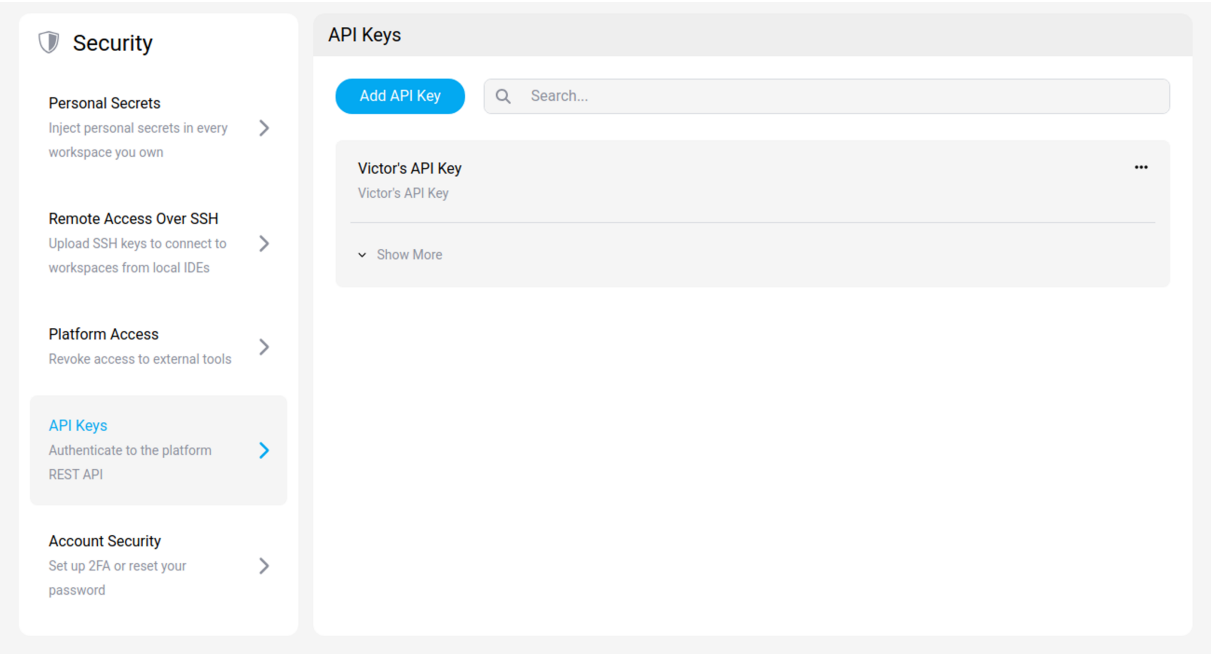 Security
Personal Secrets
Inject personal secrets in every
workspace you own
Remote Access Over SSH
Upload SSH keys to connect to
workspaces from local IDEs
Platform Access
Revoke access to external tools
API Keys
Authenticate to the platform
REST API
Account Security
Set up 2FA or reset your
password
API Keys
Add API Key
Search...
Victor's API Key
Victor's API Key
Show More